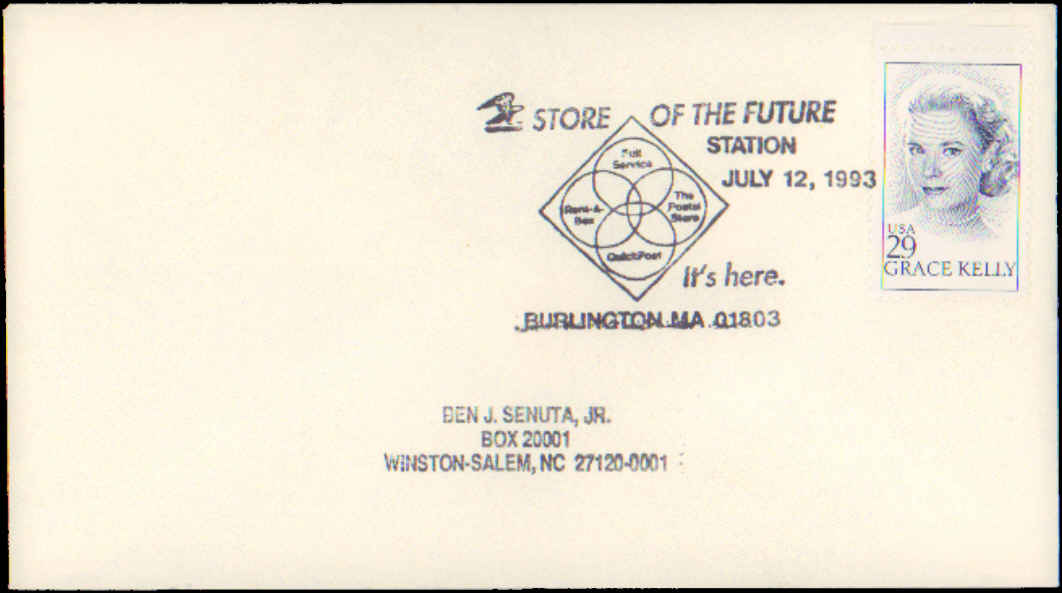 STORE OF THE FUTURE
STATION
JULY 12, 1993
Full
Service
Rent-A-
Box
The
Postal
Store
QuickPost
It's here.
BURLINGTON MA 01803
USA
29
GRACE KELLY
BEN J. SENUTA, JR.
BOX 20001
WINSTON-SALEM, NC 27120-0001